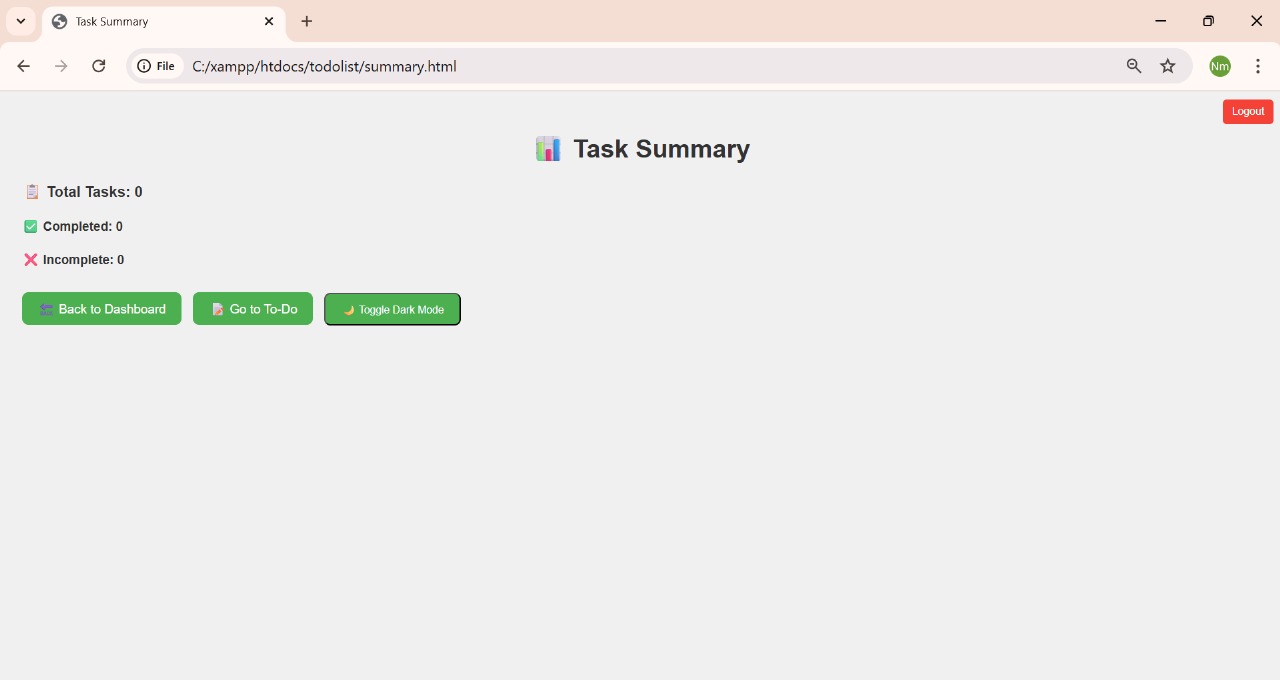 Task Summary
File C:/xampp/htdocs/todolist/summary.html
Nm
Logout
Task Summary
Total Tasks: 0
Completed: 0
Incomplete: 0
Back to Dashboard Go to To-Do Toggle Dark Mode